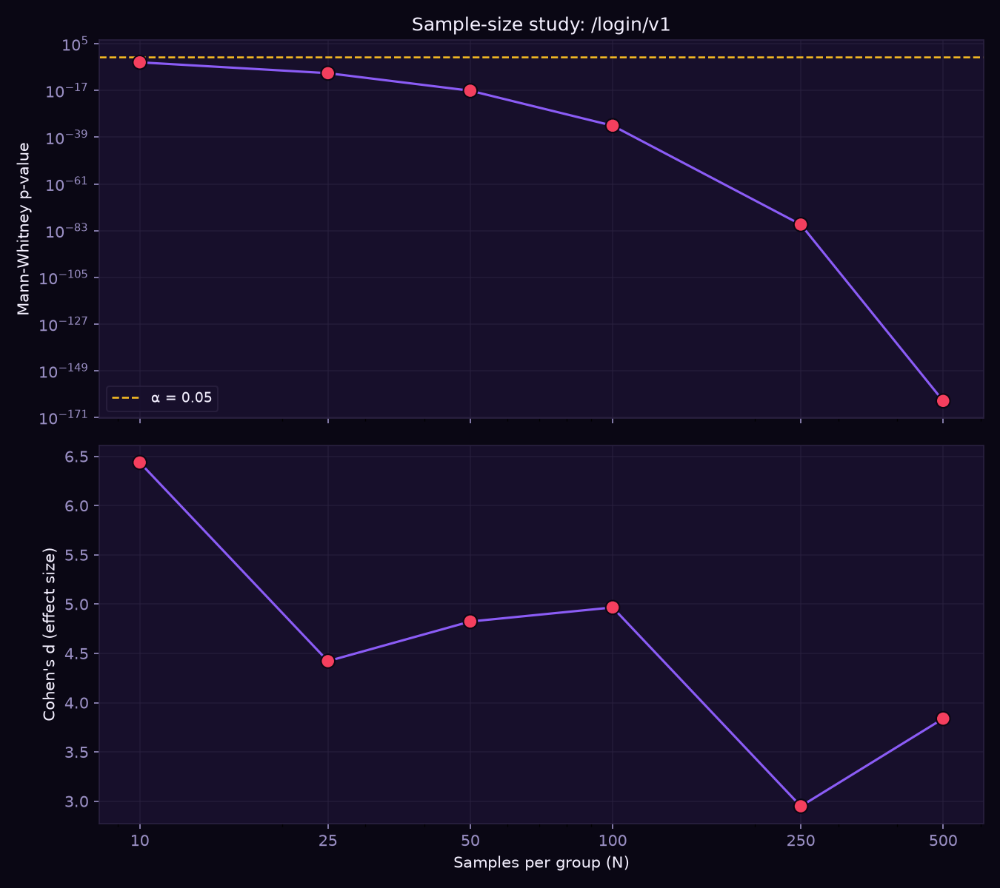 Sample-size study: /login/v1
Mann-Whitney p-value
10⁵
10⁻¹⁷
10⁻³⁹
10⁻⁶¹
10⁻⁸³
10⁻¹⁰⁵
10⁻¹²⁷
10⁻¹⁴⁹
10⁻¹⁷¹
α = 0.05
Cohen's d (effect size)
6.5
6.0
5.5
5.0
4.5
4.0
3.5
3.0
10 25 50 100 250 500
Samples per group (N)